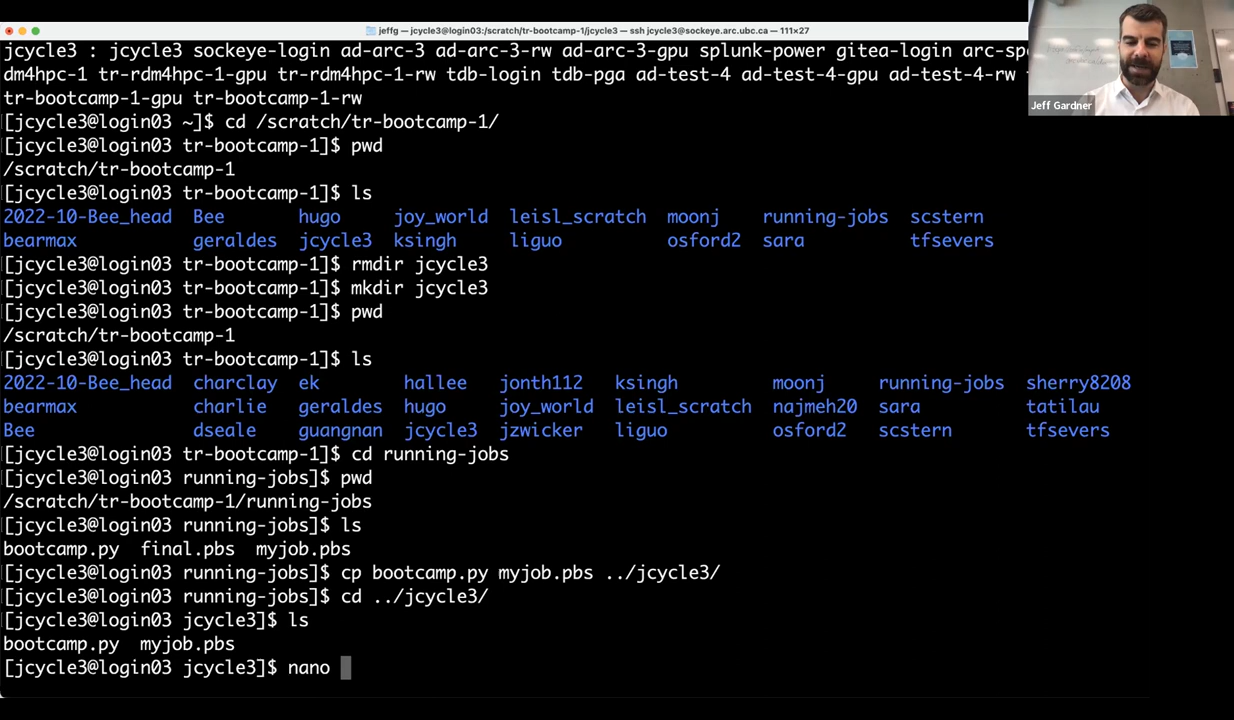 jeffg — jcycle3@login03:/scratch/tr-bootcamp-1/jcycle3 — ssh jcycle3@sockeye.arc.ubc.ca — 111×27
jcycle3 : jcycle3 sockeye-login ad-arc-3 ad-arc-3-rw ad-arc-3-gpu splunk-power gitea-login
dm4hpc-1 tr-rdm4hpc-1-gpu tr-rdm4hpc-1-rw tdb-login tdb-pga ad-test-4 ad-test-4-gpu ad-test-4-rw
tr-bootcamp-1-gpu tr-bootcamp-1-rw
[jcycle3@login03 ~]$ cd /scratch/tr-bootcamp-1/
[jcycle3@login03 tr-bootcamp-1]$ pwd
/scratch/tr-bootcamp-1
[jcycle3@login03 tr-bootcamp-1]$ ls
2022-10-Bee_head Bee hugo joy_world leisl_scratch moonj running-jobs scstern
bearmax geraldes jcycle3 ksingh liguo osford2 sara tfsevers
[jcycle3@login03 tr-bootcamp-1]$ rmdir jcycle3
[jcycle3@login03 tr-bootcamp-1]$ mkdir jcycle3
[jcycle3@login03 tr-bootcamp-1]$ pwd
/scratch/tr-bootcamp-1
[jcycle3@login03 tr-bootcamp-1]$ ls
2022-10-Bee_head charclay ek hallee jonth112 ksingh moonj running-jobs sherry8208
bearmax charlie geraldes hugo joy_world leisl_scratch najmeh20 sara tatilau
Bee dseale guangnan jcycle3 jzwicker liguo osford2 scstern tfsevers
[jcycle3@login03 tr-bootcamp-1]$ cd running-jobs
[jcycle3@login03 running-jobs]$ pwd
/scratch/tr-bootcamp-1/running-jobs
[jcycle3@login03 running-jobs]$ ls
bootcamp.py final.pbs myjob.pbs
[jcycle3@login03 running-jobs]$ cp bootcamp.py myjob.pbs ../jcycle3/
[jcycle3@login03 running-jobs]$ cd ../jcycle3/
[jcycle3@login03 jcycle3]$ ls
bootcamp.py myjob.pbs
[jcycle3@login03 jcycle3]$ nano
Jeff Gardner